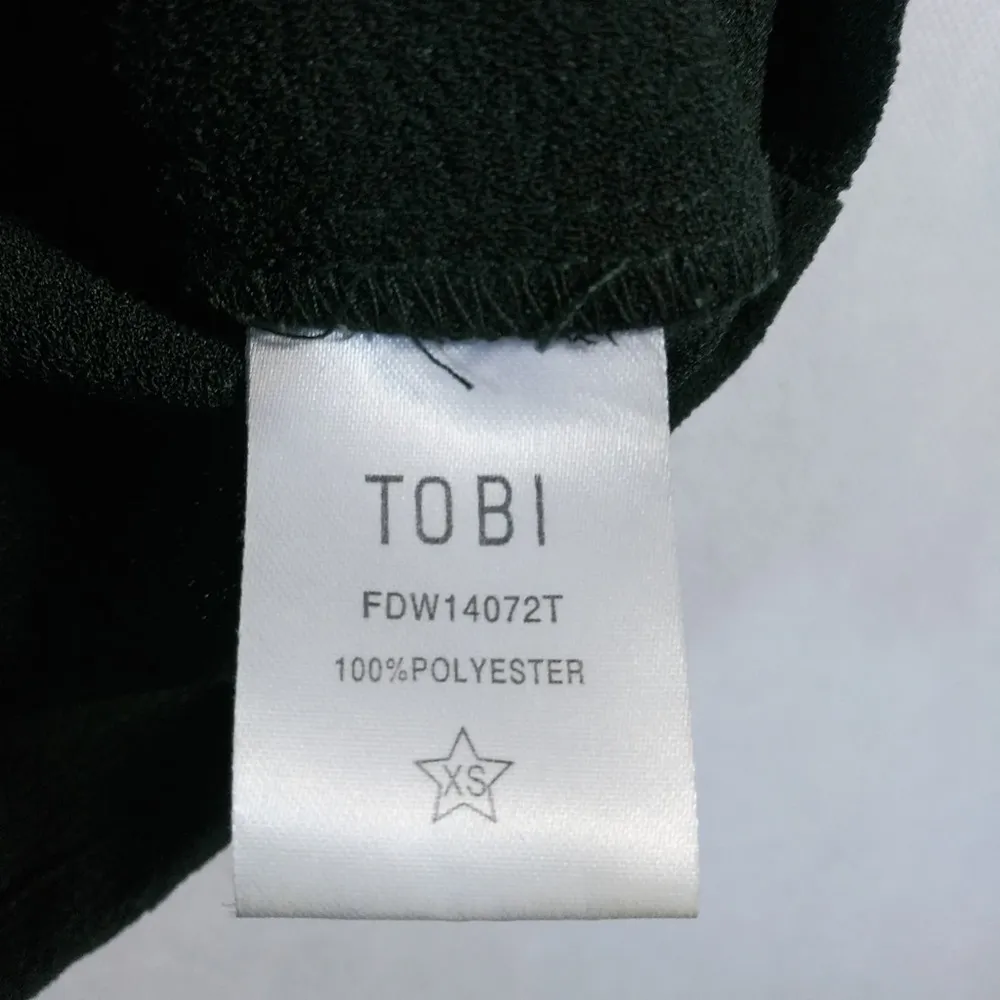 TOBI
FDW14072T
100%POLYESTER
XS